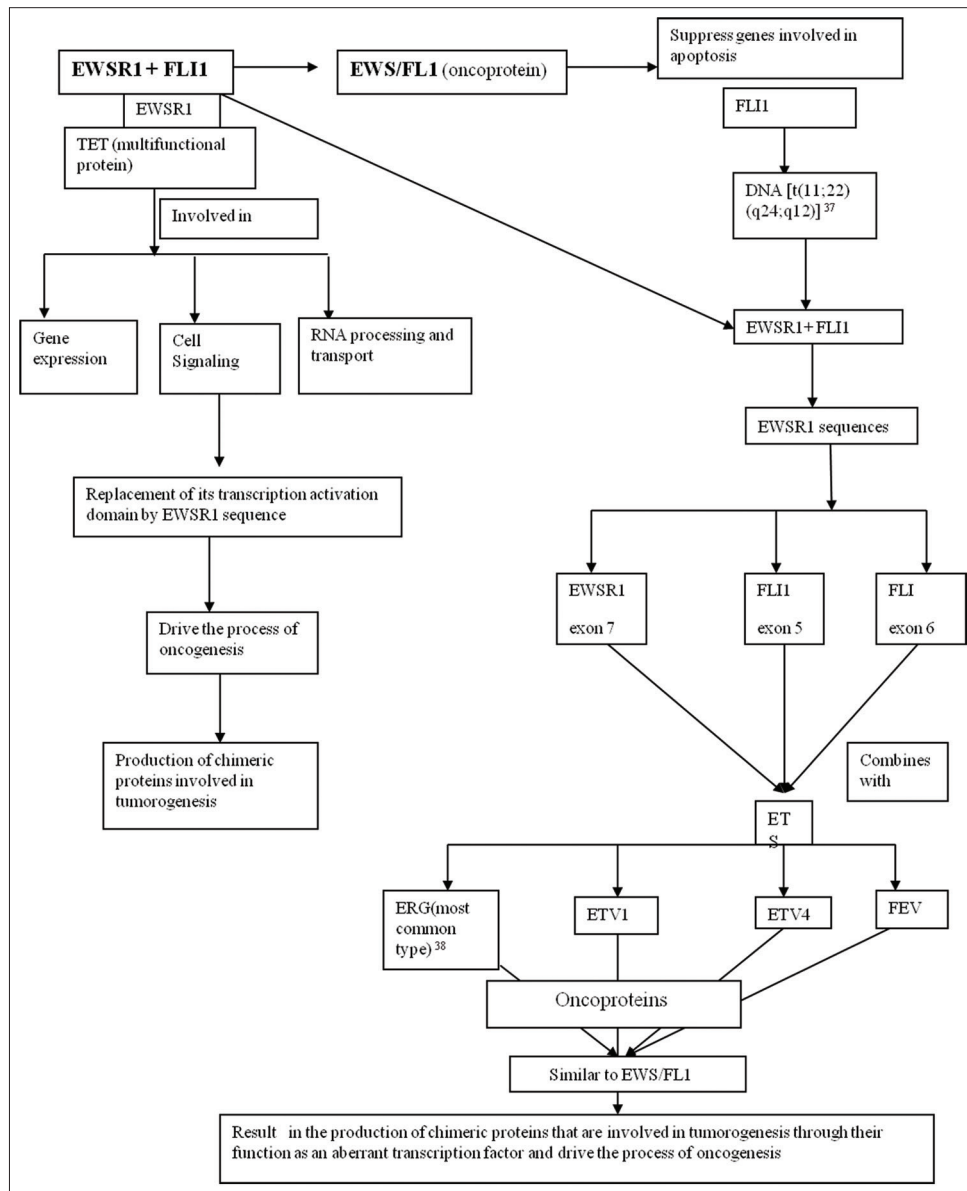 EWSR1 + FLI1
EWS/FL1 (oncoprotein)
Suppress genes involved in
apoptosis
EWSR1
TET (multifunctional
protein)
Involved in
Gene
expression
Cell
Signaling
RNA processing and
transport
Replacement of its transcription activation
domain by EWSR1 sequence
Drive the process of
oncogenesis
Production of chimeric
proteins involved in
tumorogenesis
FLI1
DNA [t(11;22)
(q24;q12)] 37
EWSR1+FLI1
EWSR1 sequences
EWSR1
exon 7
FLI1
exon 5
FLI
exon 6
Combines
with
ET
S
ERG(most
common
type) 38
ETV1
ETV4
FEV
Oncoproteins
Similar to EWS/FL1
Result in the production of chimeric proteins that are involved in tumorogenesis through their
function as an aberrant transcription factor and drive the process of oncogenesis